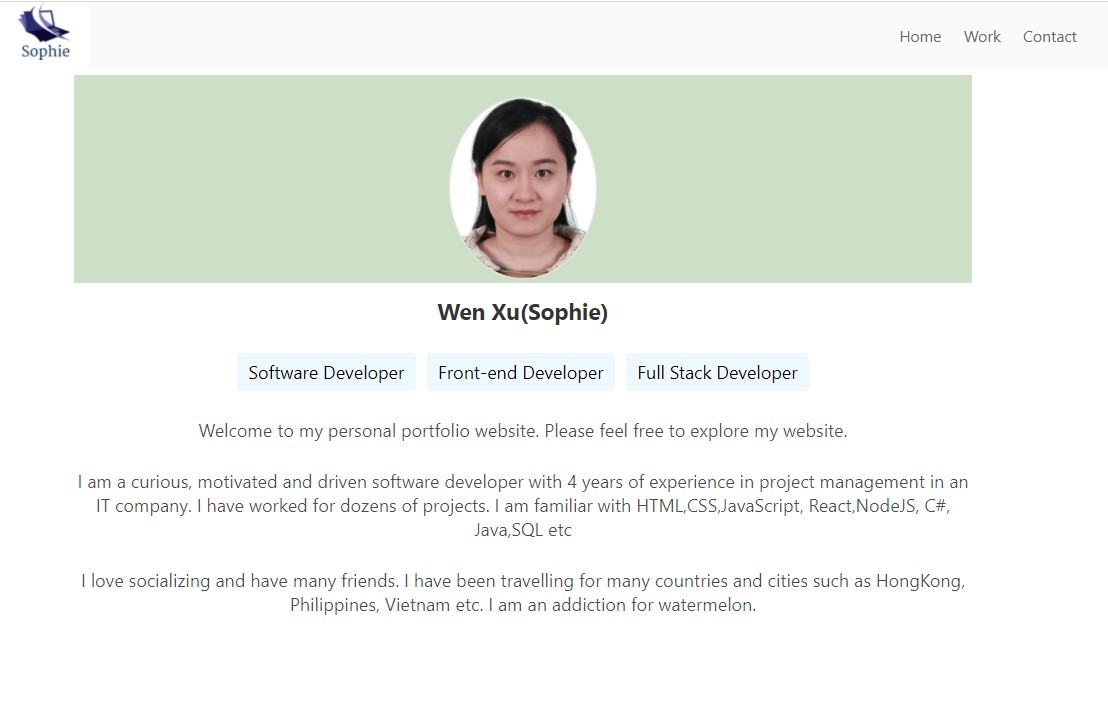 Sophie
Home Work Contact
Wen Xu(Sophie)
Software Developer Front-end Developer Full Stack Developer
Welcome to my personal portfolio website. Please feel free to explore my website.
I am a curious, motivated and driven software developer with 4 years of experience in project management in an
IT company. I have worked for dozens of projects. I am familiar with HTML,CSS,JavaScript, React,NodeJS, C#,
Java,SQL etc
I love socializing and have many friends. I have been travelling for many countries and cities such as HongKong,
Philippines, Vietnam etc. I am an addiction for watermelon.